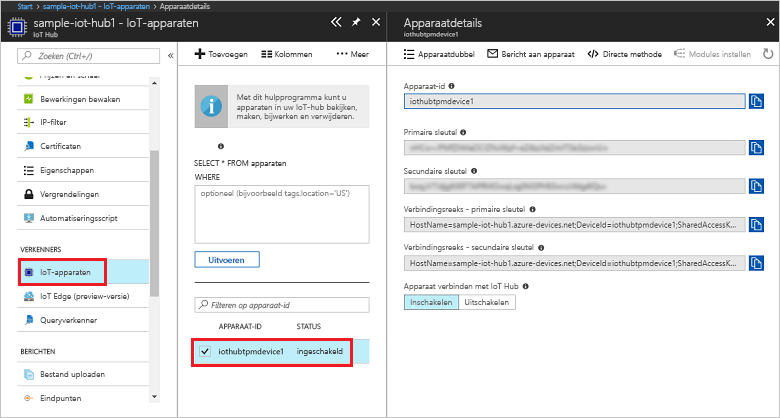 Start > sample-iot-hub1 - IoT-apparaten > Apparaatdetails
sample-iot-hub1 - IoT-apparaten
IoT Hub
Zoeken (Ctrl+/)
Bewerkingen bewaken
IP-filter
Certificaten
Eigenschappen
Vergrendelingen
Automatiseringsscript
VERKENNERS
IoT-apparaten
IoT Edge (preview-versie)
Queryverkenner
BERICHTEN
Bestand uploaden
Eindpunten
Toevoegen
Kolommen
Meer
Met dit hulpprogramma kunt u
apparaten in uw IoT-hub bekijken,
maken, bijwerken en verwijderen.
SELECT * FROM apparaten
WHERE
optioneel (bijvoorbeeld tags.location='US')
Uitvoeren
Filteren op apparaat-id
APPARAAT-ID STATUS
iothubtpmdevice1 ingeschakeld
Apparaatdetails
iothubtpmdevice1
Apparaatdubbel
Bericht aan apparaat
Directe methode
Modules instellen
Apparaat-id
iothubtpmdevice1
Primaire sleutel
Secundaire sleutel
Verbindingsreeks - primaire sleutel
HostName=sample-iot-hub1.azure-devices.net;DeviceId=iothubtpmdevice1;SharedAccessK...
Verbindingsreeks - secundaire sleutel
HostName=sample-iot-hub1.azure-devices.net;DeviceId=iothubtpmdevice1;SharedAccessK...
Apparaat verbinden met IoT Hub
Inschakelen Uitschakelen